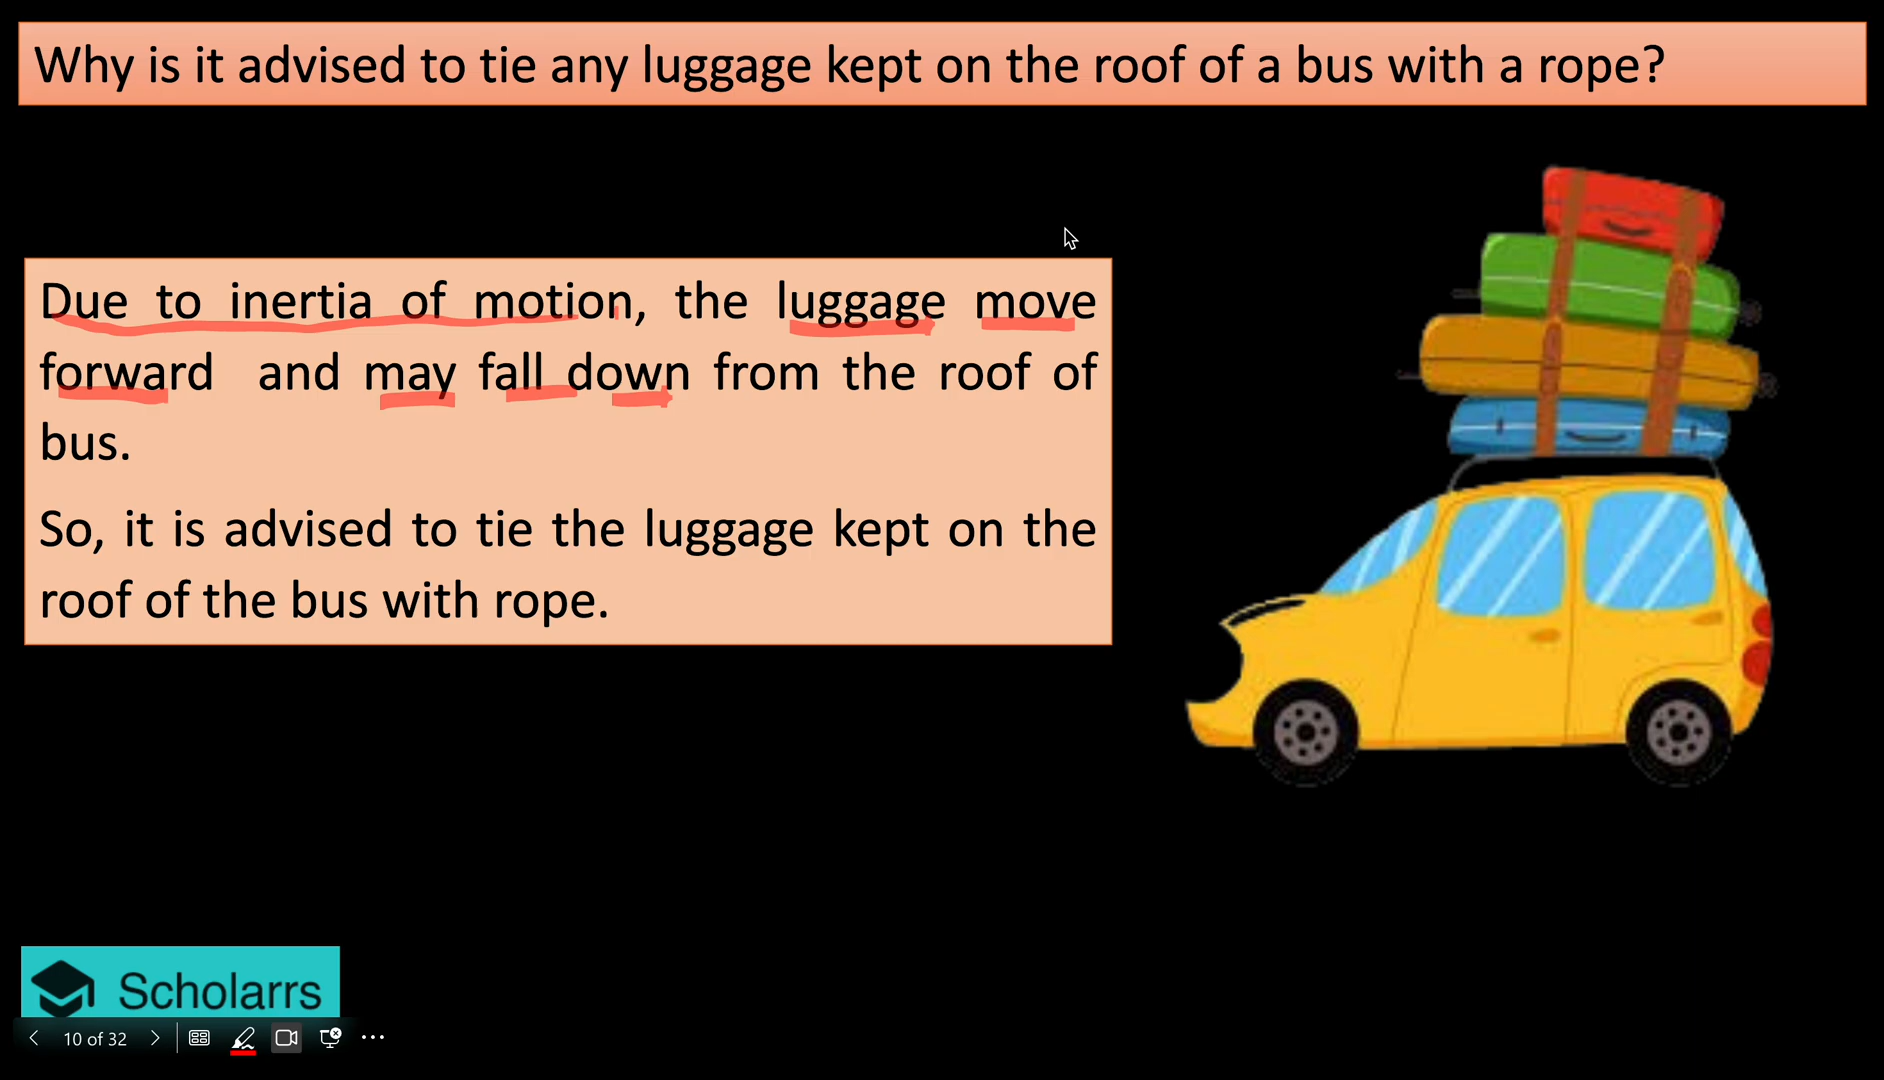 Why is it advised to tie any luggage kept on the roof of a bus with a rope?
Due to inertia of motion, the luggage move
forward and may fall down from the roof of
bus.
So, it is advised to tie the luggage kept on the
roof of the bus with rope.
Scholarrs
10 of 32